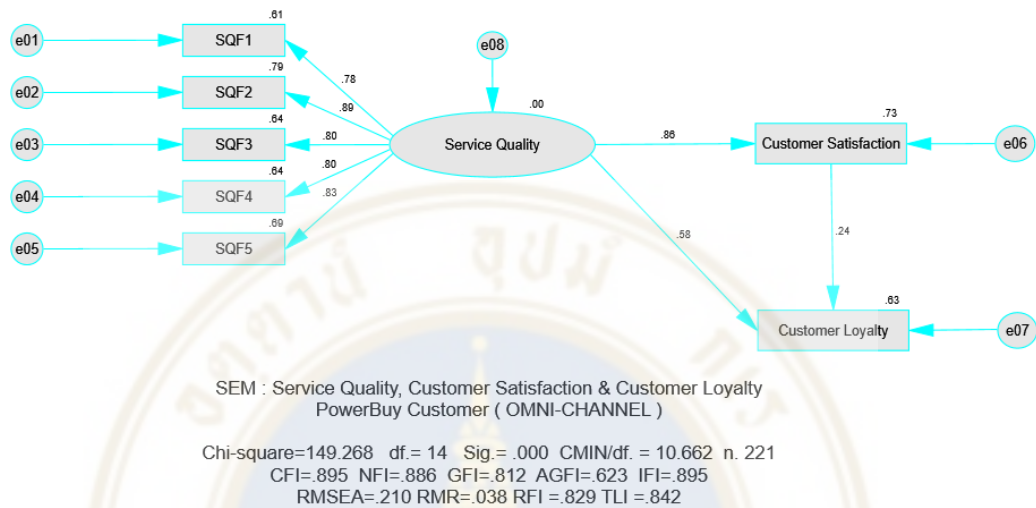 e01
SQF1
.61
e02
SQF2
.79
e03
SQF3
.64
e04
SQF4
.64
e05
SQF5
.69
.78
.89
.80
.80
.83
e08
.00
Service Quality
.86
.58
.73
Customer Satisfaction
e06
.24
.63
Customer Loyalty
e07
SEM : Service Quality, Customer Satisfaction & Customer Loyalty
PowerBuy Customer ( OMNI-CHANNEL )
Chi-square=149.268 df.= 14 Sig.= .000 CMIN/df. = 10.662 n. 221
CFI=.895 NFI=.886 GFI=.812 AGFI=.623 IFI=.895
RMSEA=.210 RMR=.038 RFI =.829 TLI =.842